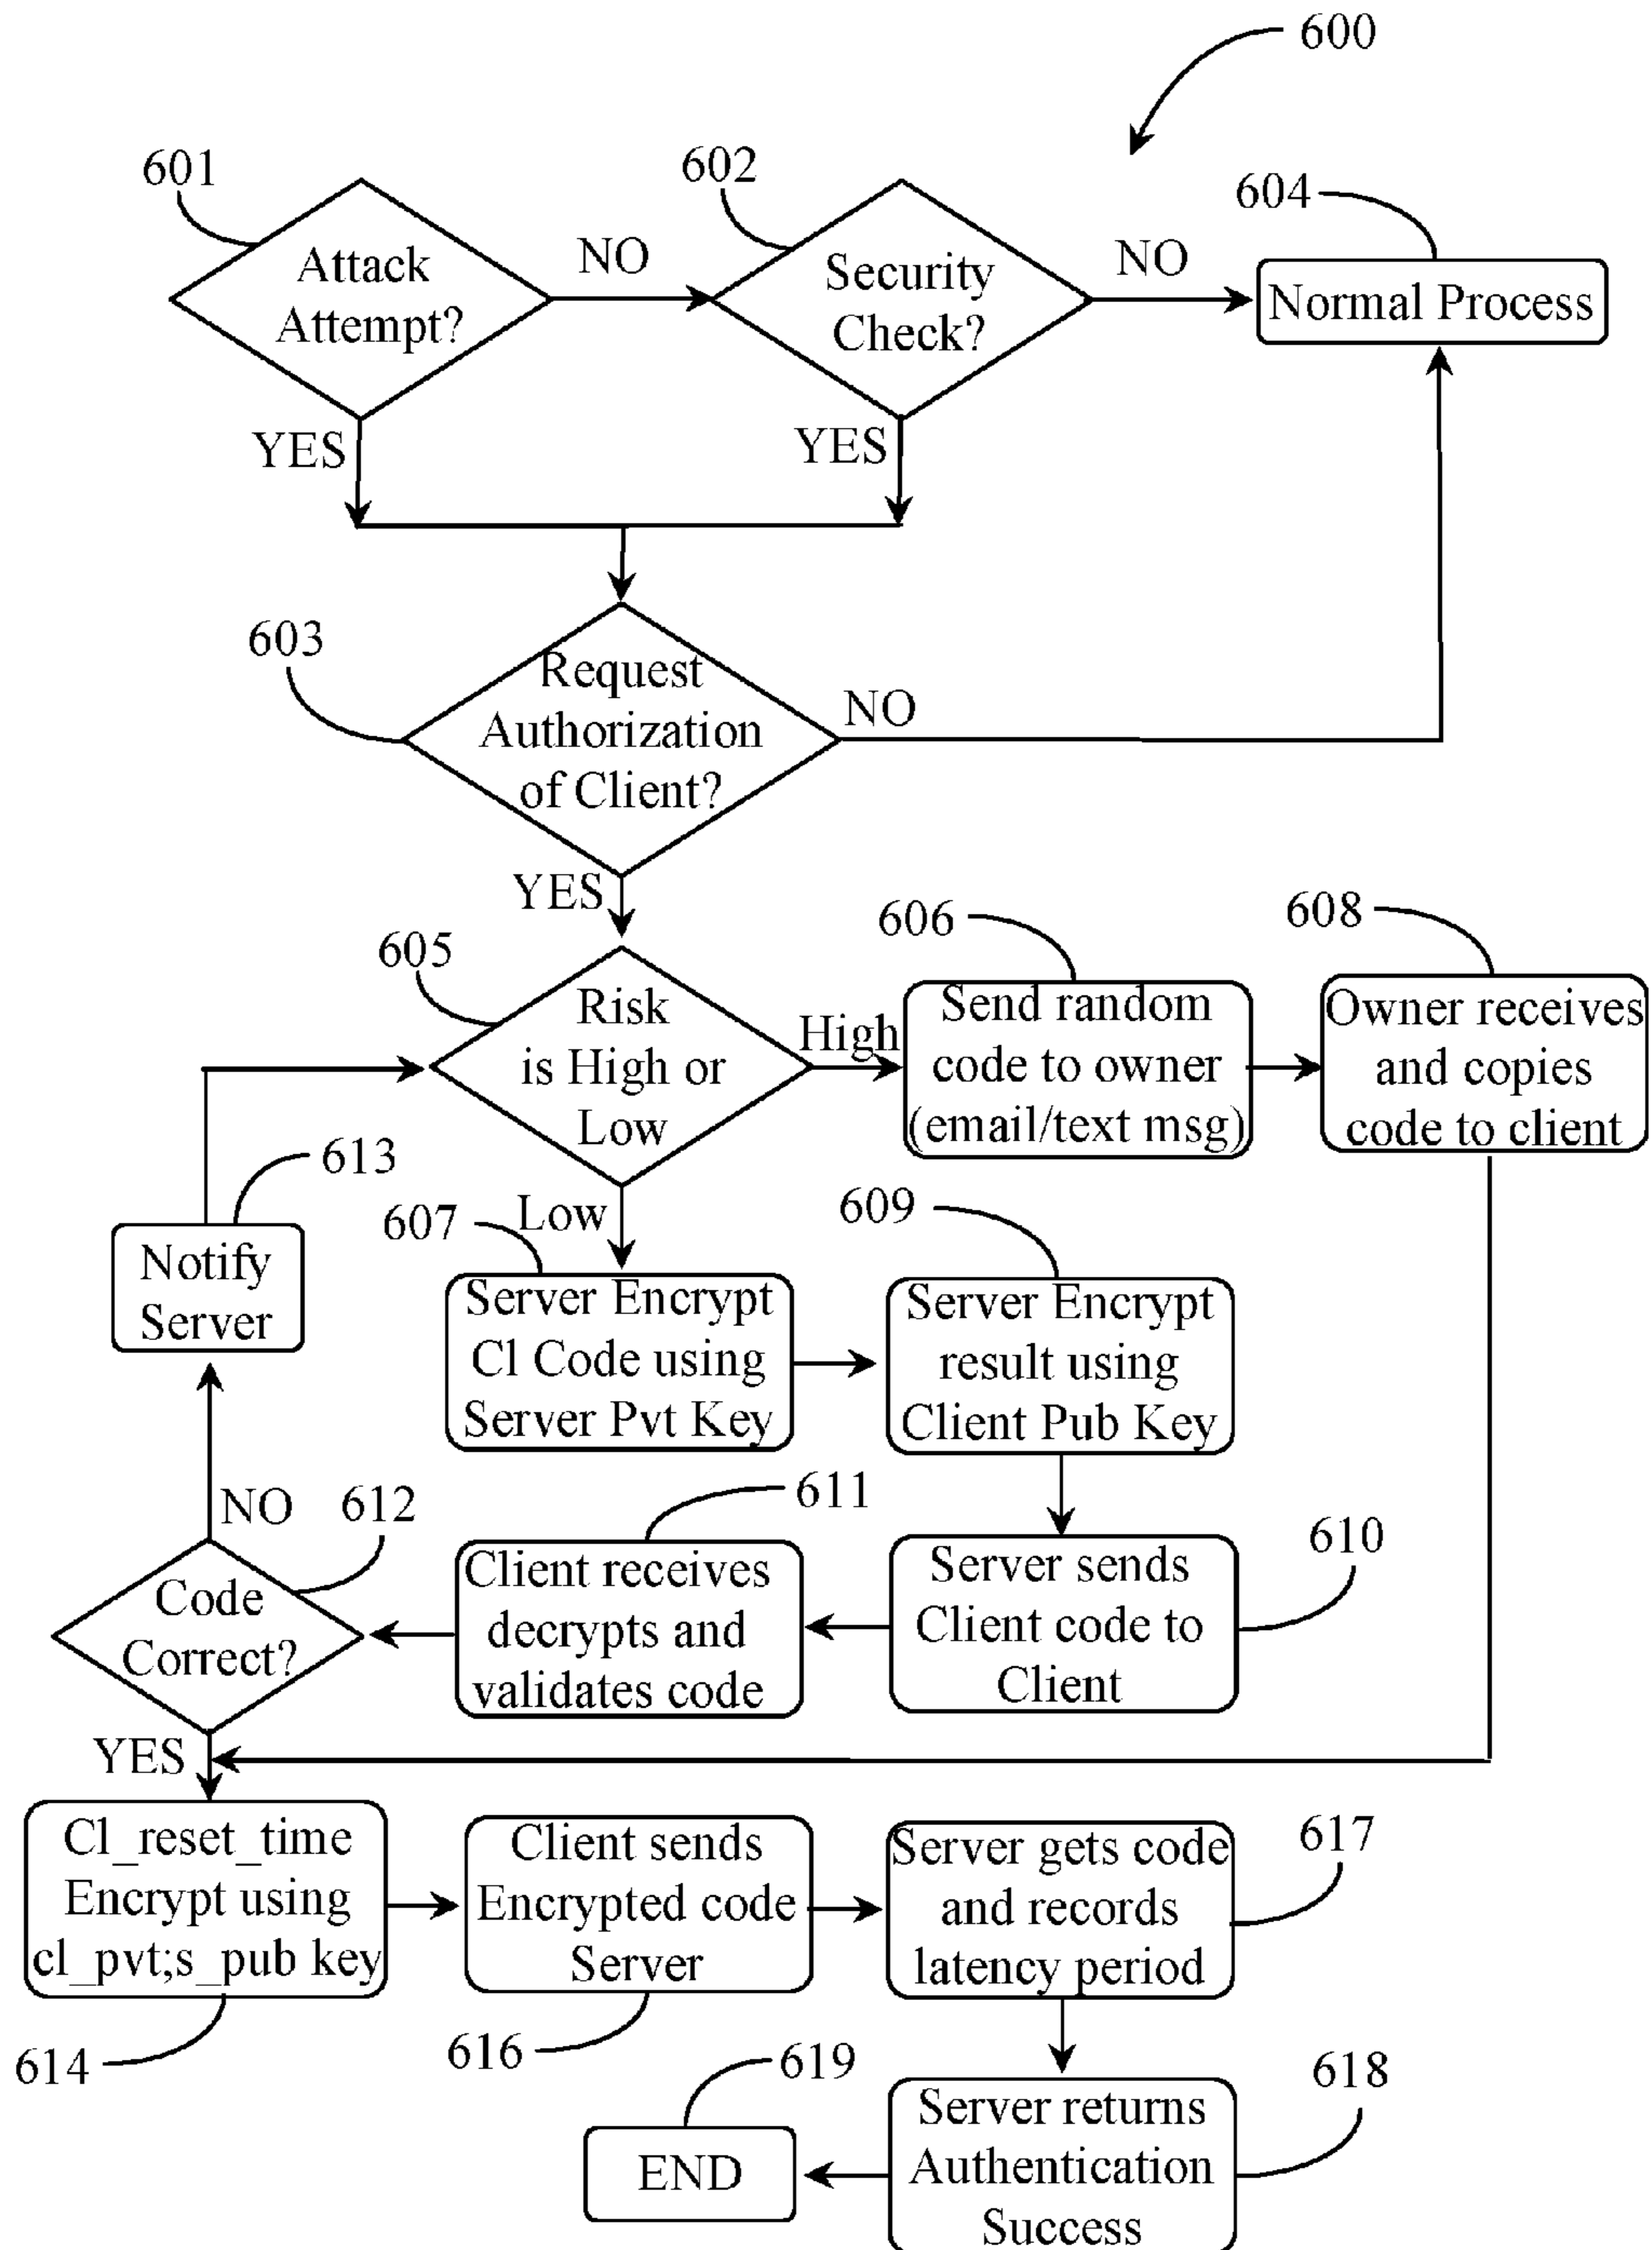 600
601
602
604
Attack
Attempt?
NO
Security
Check?
NO
Normal Process
YES
YES
603
Request
Authorization
of Client?
NO
YES
605
606
608
Risk
is High or
Low
High
Send random
code to owner
(email/text msg)
Owner receives
and copies
code to client
613
Notify
Server
Low
607
609
Server Encrypt
Cl Code using
Server Pvt Key
Server Encrypt
result using
Client Pub Key
NO
612
611
610
Code
Correct?
Client receives
decrypts and
validates code
Server sends
Client code to
Client
YES
Cl_reset_time
Encrypt using
cl_pvt;s_pub key
Client sends
Encrypted code
Server
Server gets code
and records
latency period
617
614
616
619
618
END
Server returns
Authentication
Success